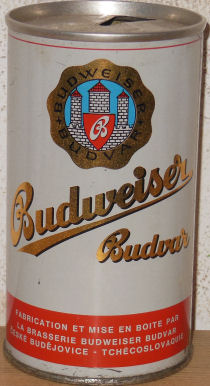 BUDWEISER
BUDVAR
B
Budweiser
Budvar
FABRICATION ET MISE EN BOITE PAR
LA BRASSERIE BUDWEISER BUDVAR
ČESKÉ BUDĚJOVICE - TCHÉCOSLOVAQUIE